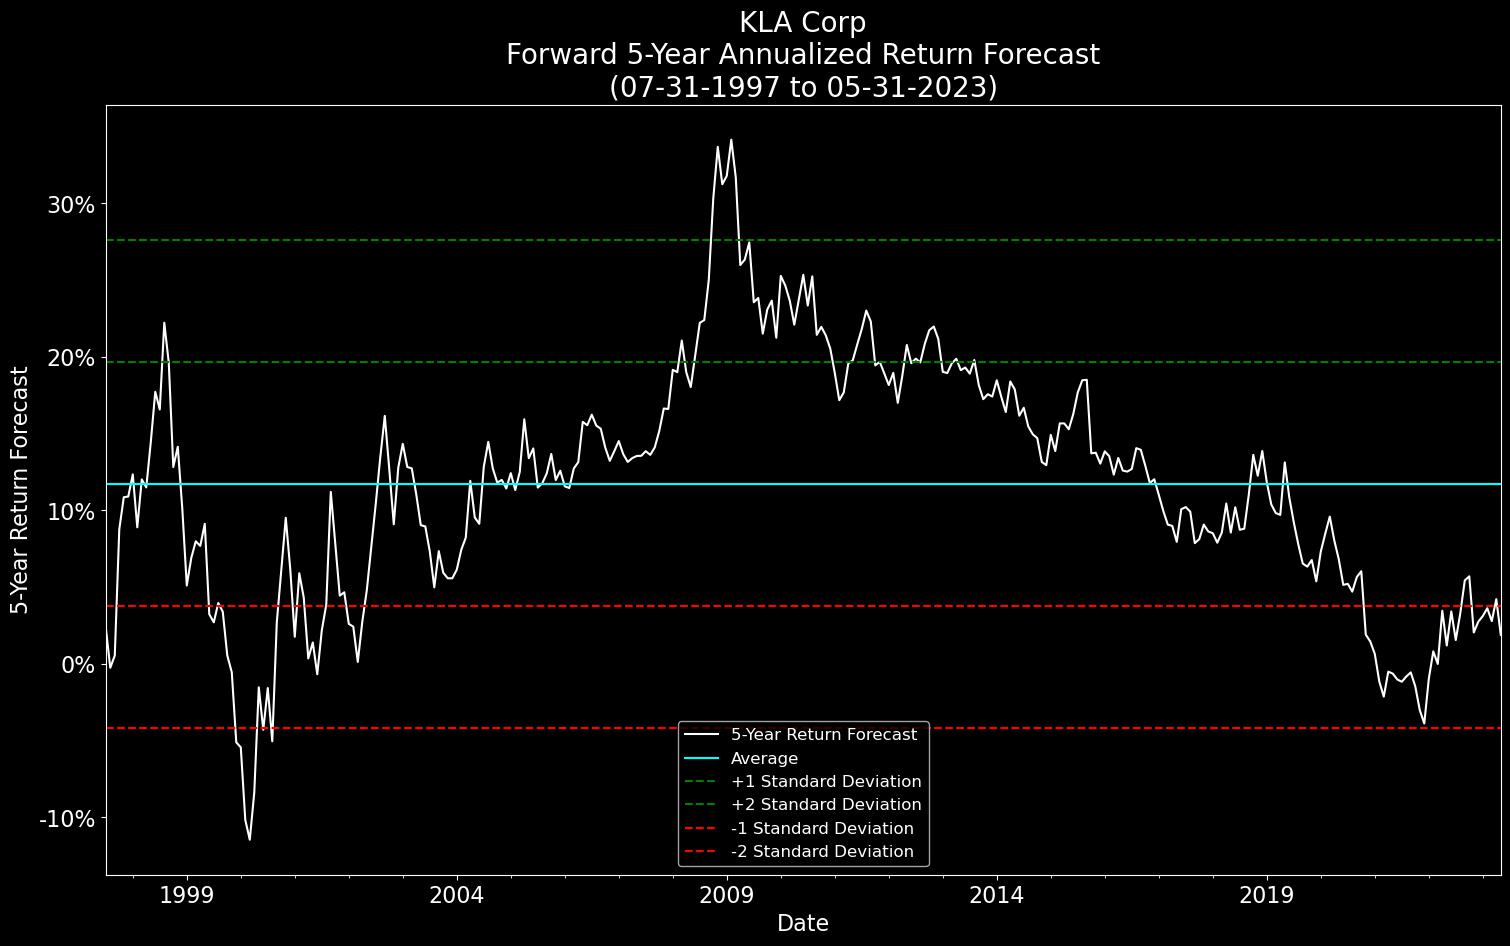 KLA Corp
Forward 5-Year Annualized Return Forecast
(07-31-1997 to 05-31-2023)
5-Year Return Forecast
30%
20%
10%
0%
-10%
5-Year Return Forecast
Average
+1 Standard Deviation
+2 Standard Deviation
-1 Standard Deviation
-2 Standard Deviation
1999
2004
2009
2014
2019
Date